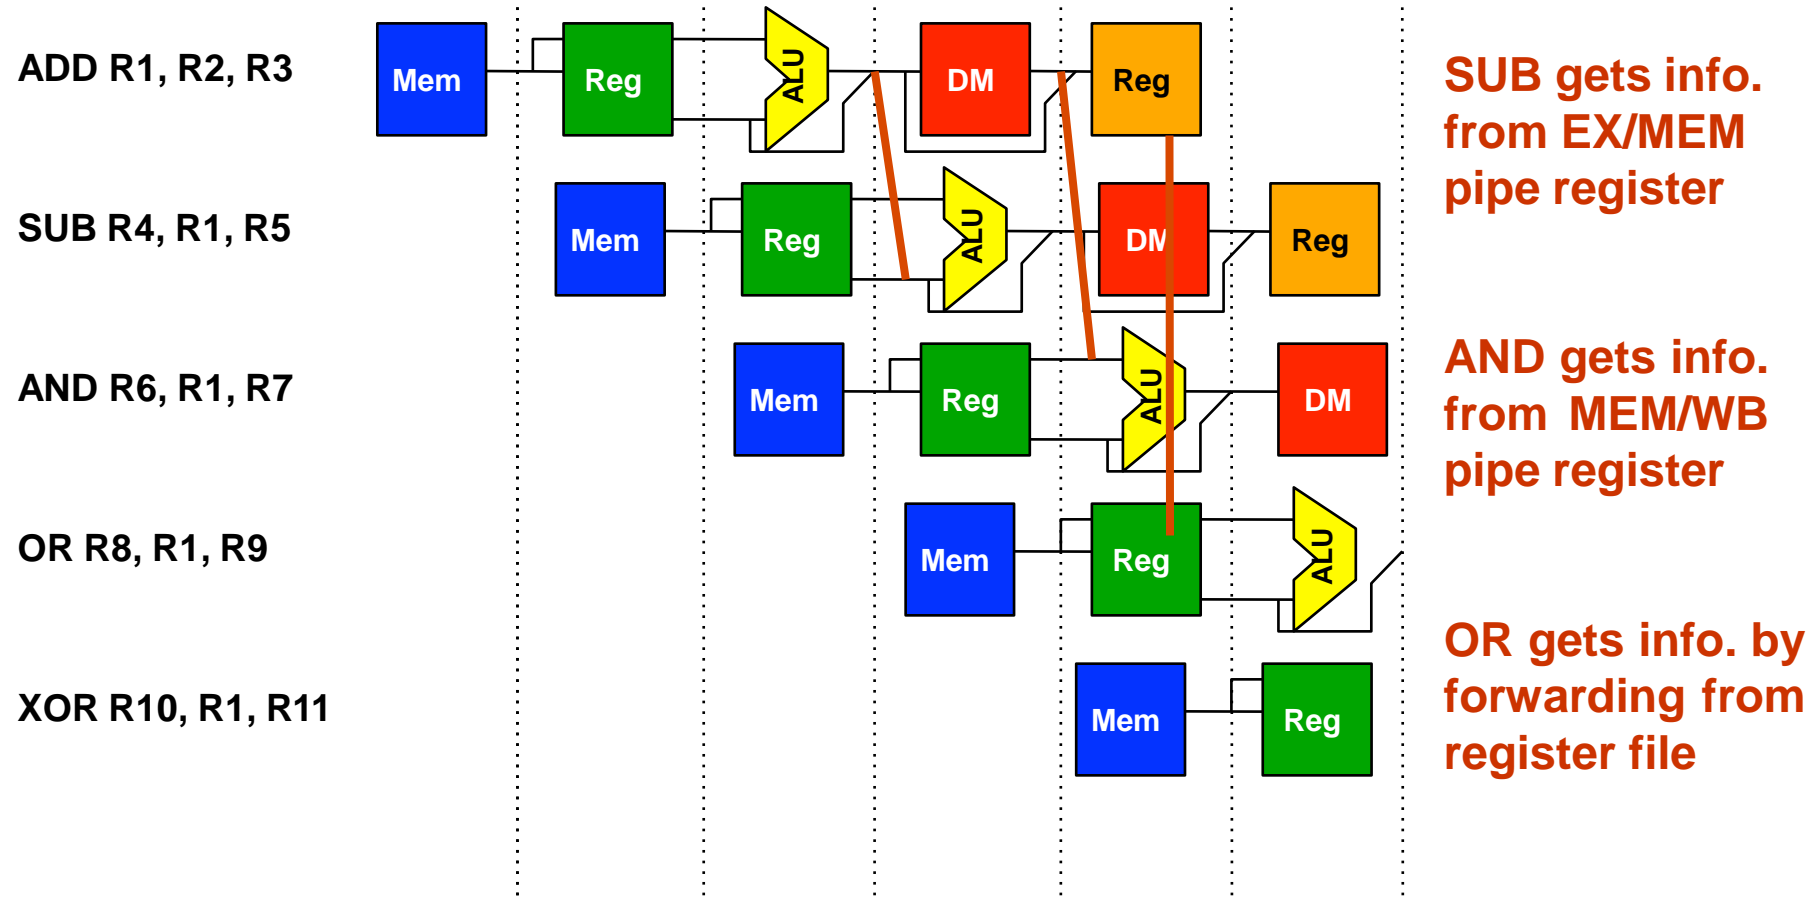 ADD R1, R2, R3
Mem
Reg
ALU
DM
Reg
SUB gets info.
from EX/MEM
pipe register
SUB R4, R1, R5
Mem
Reg
ALU
DM
Reg
AND R6, R1, R7
Mem
Reg
ALU
DM
AND gets info.
from MEM/WB
pipe register
OR R8, R1, R9
Mem
Reg
ALU
OR gets info. by
forwarding from
register file
XOR R10, R1, R11
Mem
Reg